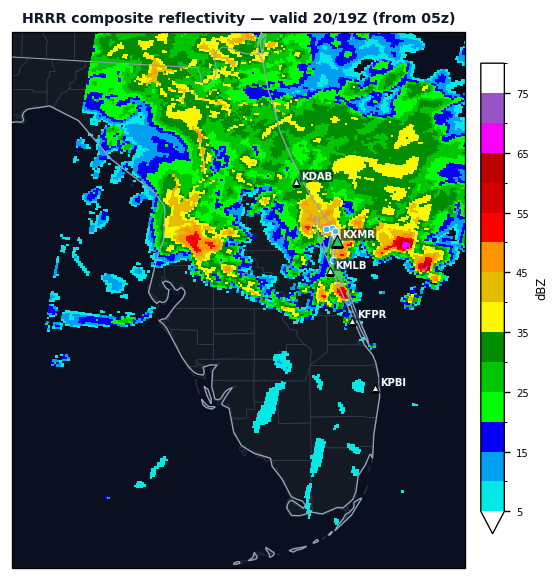 HRRR composite reflectivity — valid 20/19Z (from 05z)
KDAB
KXMR
KMLB
KFPR
KPBI
75
65
55
45
35
25
15
5
dBZ